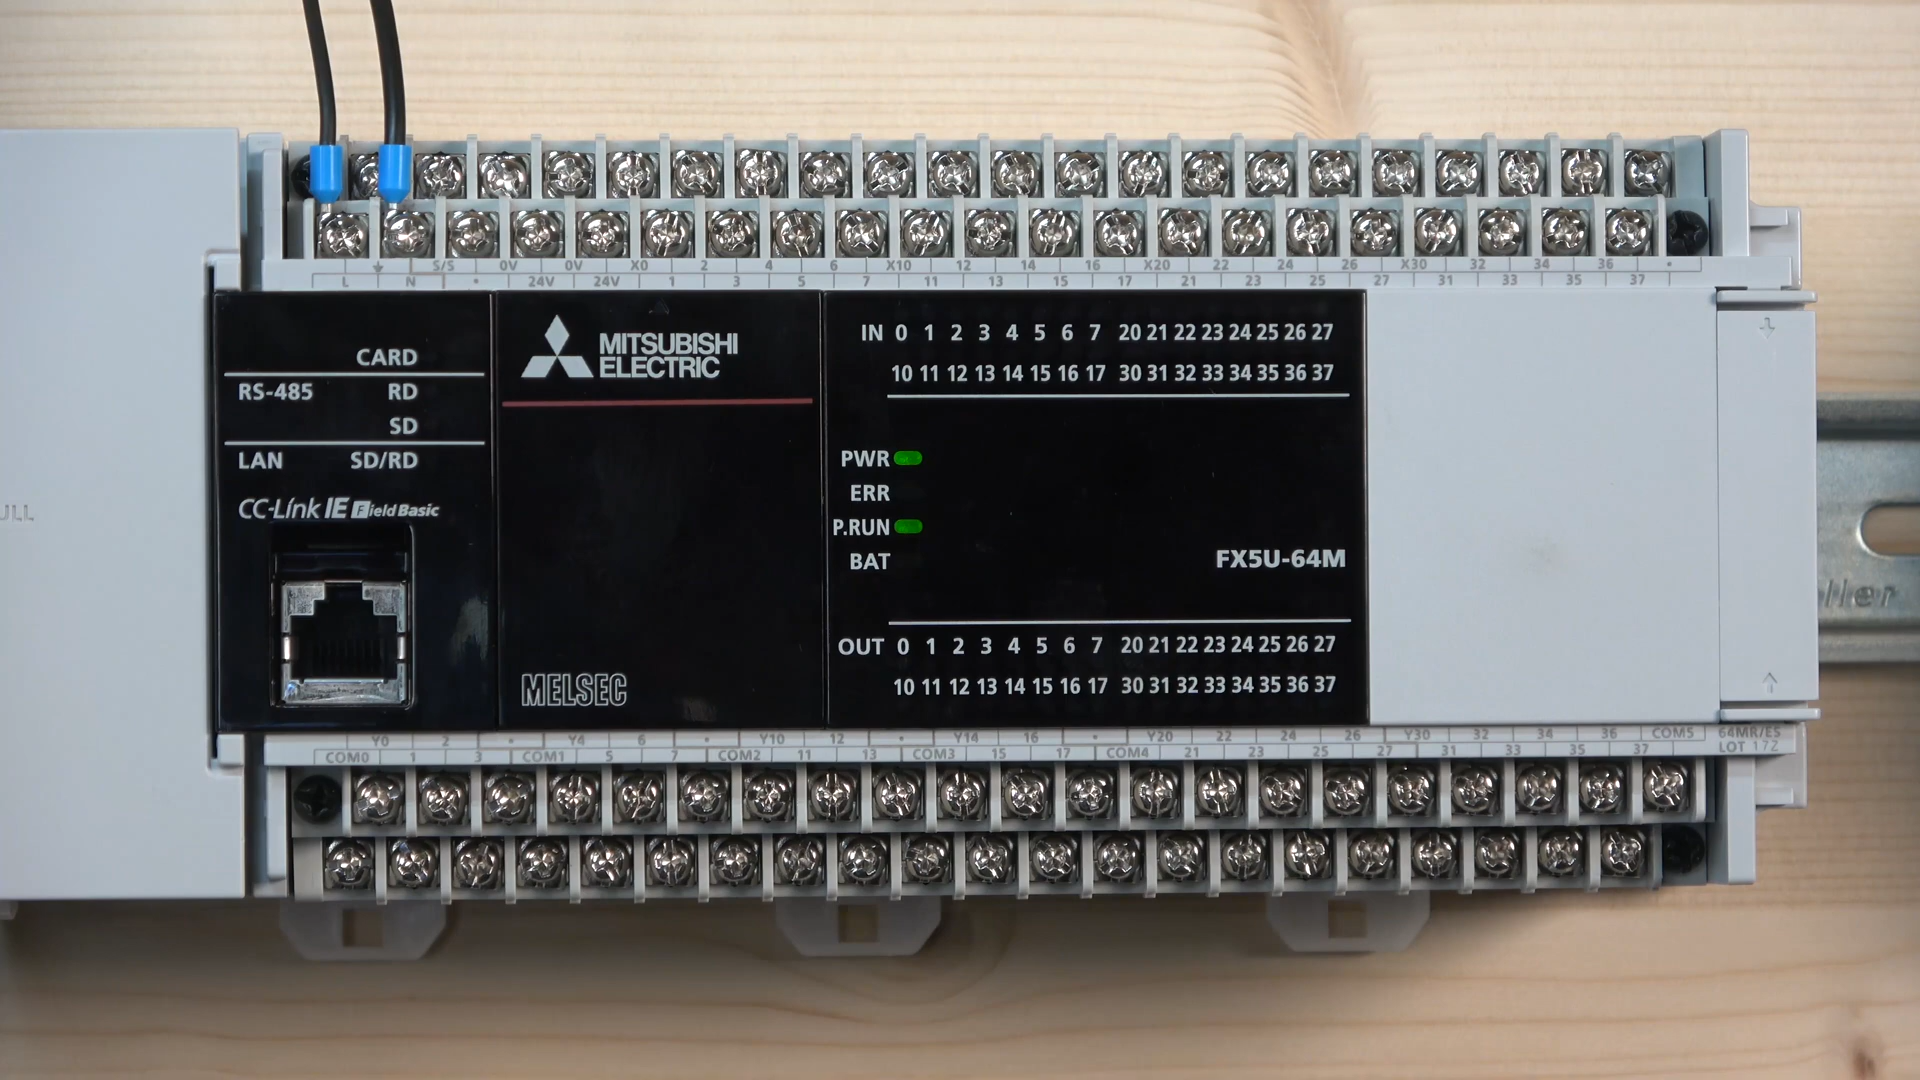 S/S 0V 0V X0 2 4 6 X10 12 14 16 X20 22 24 26 X30 32 34 36 •
L N • 24V 24V 1 3 5 7 11 13 15 17 21 23 25 27 31 33 35 37
CARD
RS-485 RD
SD
LAN SD/RD
CC-Link IE Field Basic
MITSUBISHI
ELECTRIC
MELSEC
IN 0 1 2 3 4 5 6 7 20 21 22 23 24 25 26 27
10 11 12 13 14 15 16 17 30 31 32 33 34 35 36 37
PWR
ERR
P.RUN
BAT
FX5U-64M
OUT 0 1 2 3 4 5 6 7 20 21 22 23 24 25 26 27
10 11 12 13 14 15 16 17 30 31 32 33 34 35 36 37
Y0 2 • Y4 6 • Y10 12 • Y14 16 • Y20 22 24 26 Y30 32 34 36 COM5
COM0 1 3 COM1 5 7 COM2 11 13 COM3 15 17 COM4 21 23 25 27 31 33 35 37
64MR/ES
LOT 17Z